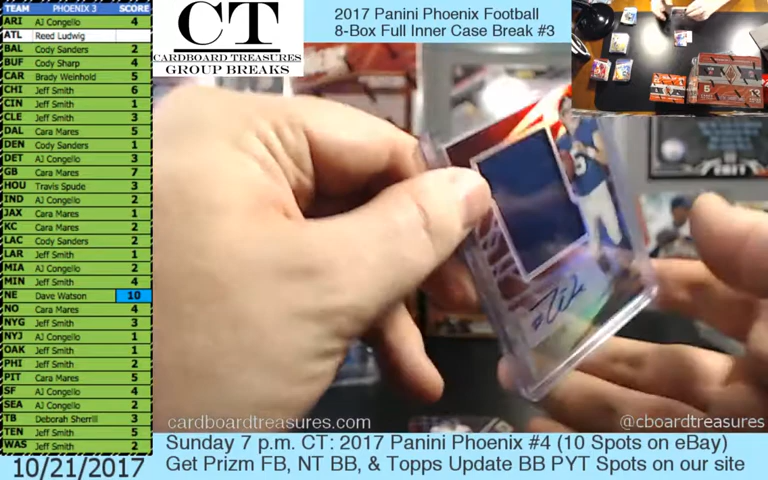 TEAM PHOENIX 3 SCORE
ARI AJ Congello 4
ATL Reed Ludwig
BAL Cody Sanders 2
BUF Cody Sharp 4
CAR Brady Weinhold 5
CHI Jeff Smith 6
CIN Jeff Smith 1
CLE Jeff Smith 3
DAL Cara Mares 5
DEN Cody Sanders 1
DET AJ Congello 3
GB Cara Mares 7
HOU Travis Spude 3
IND AJ Congello 2
JAX Cara Mares 1
KC Cara Mares 2
LAC Cody Sanders 2
LAR Jeff Smith 1
MIA AJ Congello 2
MIN Jeff Smith 4
NE Dave Watson 10
NO Cara Mares 4
NYG Jeff Smith 3
NYJ AJ Congello 1
OAK Jeff Smith 1
PHI Jeff Smith 2
PIT Cara Mares 5
SF AJ Congello 4
SEA AJ Congello 2
TB Deborah Sherrill 3
TEN Jeff Smith 5
WAS Jeff Smith 2
10/21/2017
CT
CARDBOARD TREASURES
GROUP BREAKS
2017 Panini Phoenix Football
8-Box Full Inner Case Break #3
cardboardtreasures.com
@cboardtreasures
Sunday 7 p.m. CT: 2017 Panini Phoenix #4 (10 Spots on eBay)
Get Prizm FB, NT BB, & Topps Update BB PYT Spots on our site